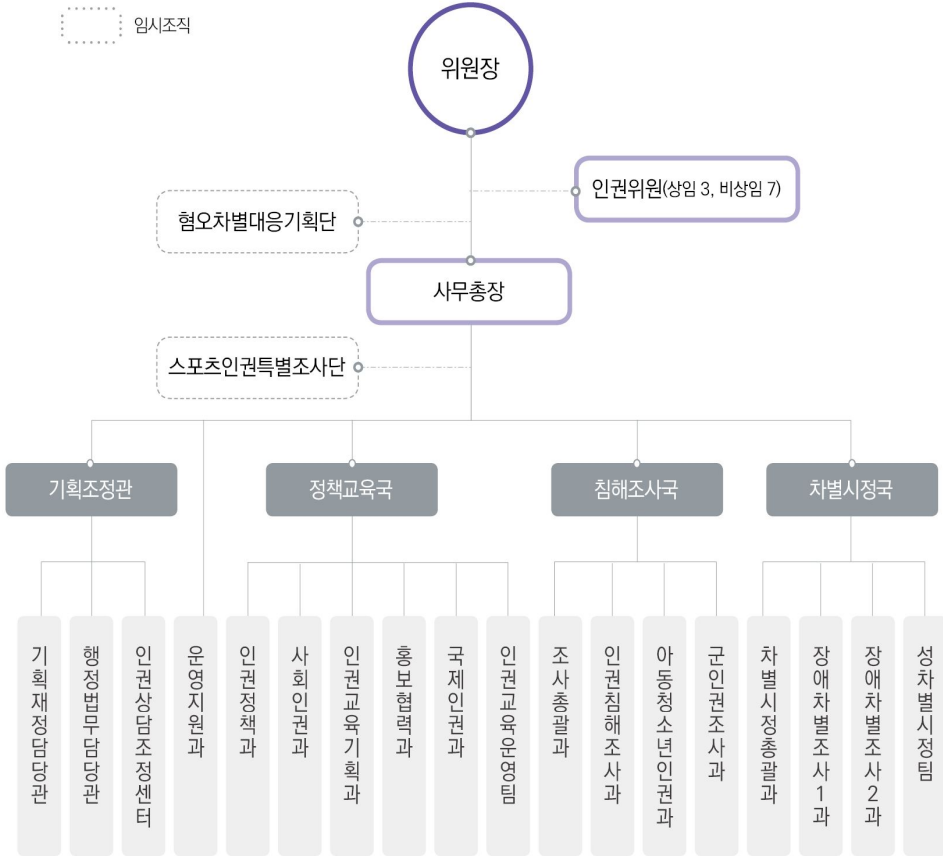 임시조직
위원장
인권위원(상임 3, 비상임 7)
혐오차별대응기획단
사무총장
스포츠인권특별조사단
기획조정관
정책교육국
침해조사국
차별시정국
기획재정담당관
행정법무담당관
인권상담조정센터
운영지원과
인권정책과
사회인권과
인권교육기획과
홍보협력과
국제인권과
인권교육운영팀
조사총괄과
인권침해조사과
아동청소년인권과
군인권조사과
차별시정총괄과
장애차별조사1과
장애차별조사2과
성차별시정팀